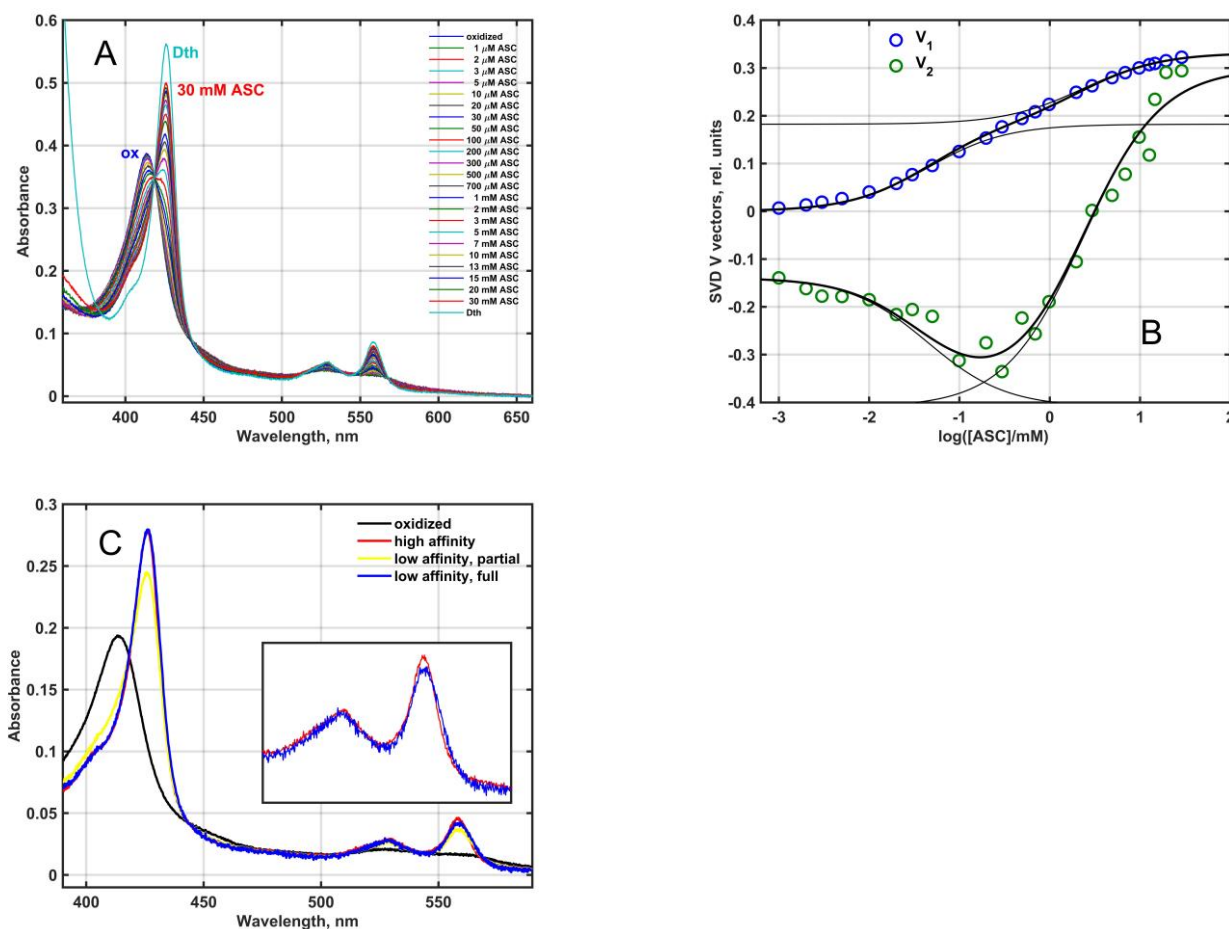 A
Absorbance
0.6
0.5
0.4
0.3
0.2
0.1
0
400
450
500
550
600
650
Wavelength, nm
Dth
30 mM ASC
ox
oxidized
1 μM ASC
2 μM ASC
3 μM ASC
5 μM ASC
10 μM ASC
20 μM ASC
30 μM ASC
50 μM ASC
100 μM ASC
200 μM ASC
300 μM ASC
500 μM ASC
700 μM ASC
1 mM ASC
2 mM ASC
3 mM ASC
5 mM ASC
7 mM ASC
10 mM ASC
13 mM ASC
15 mM ASC
20 mM ASC
30 mM ASC
Dth
B
SVD V vectors, rel. units
0.4
0.3
0.2
0.1
0
-0.1
-0.2
-0.3
-0.4
-3
-2
-1
0
1
2
log([ASC]/mM)
V1
V2
C
Absorbance
0.3
0.25
0.2
0.15
0.1
0.05
0
400
450
500
550
Wavelength, nm
oxidized
high affinity
low affinity, partial
low affinity, full